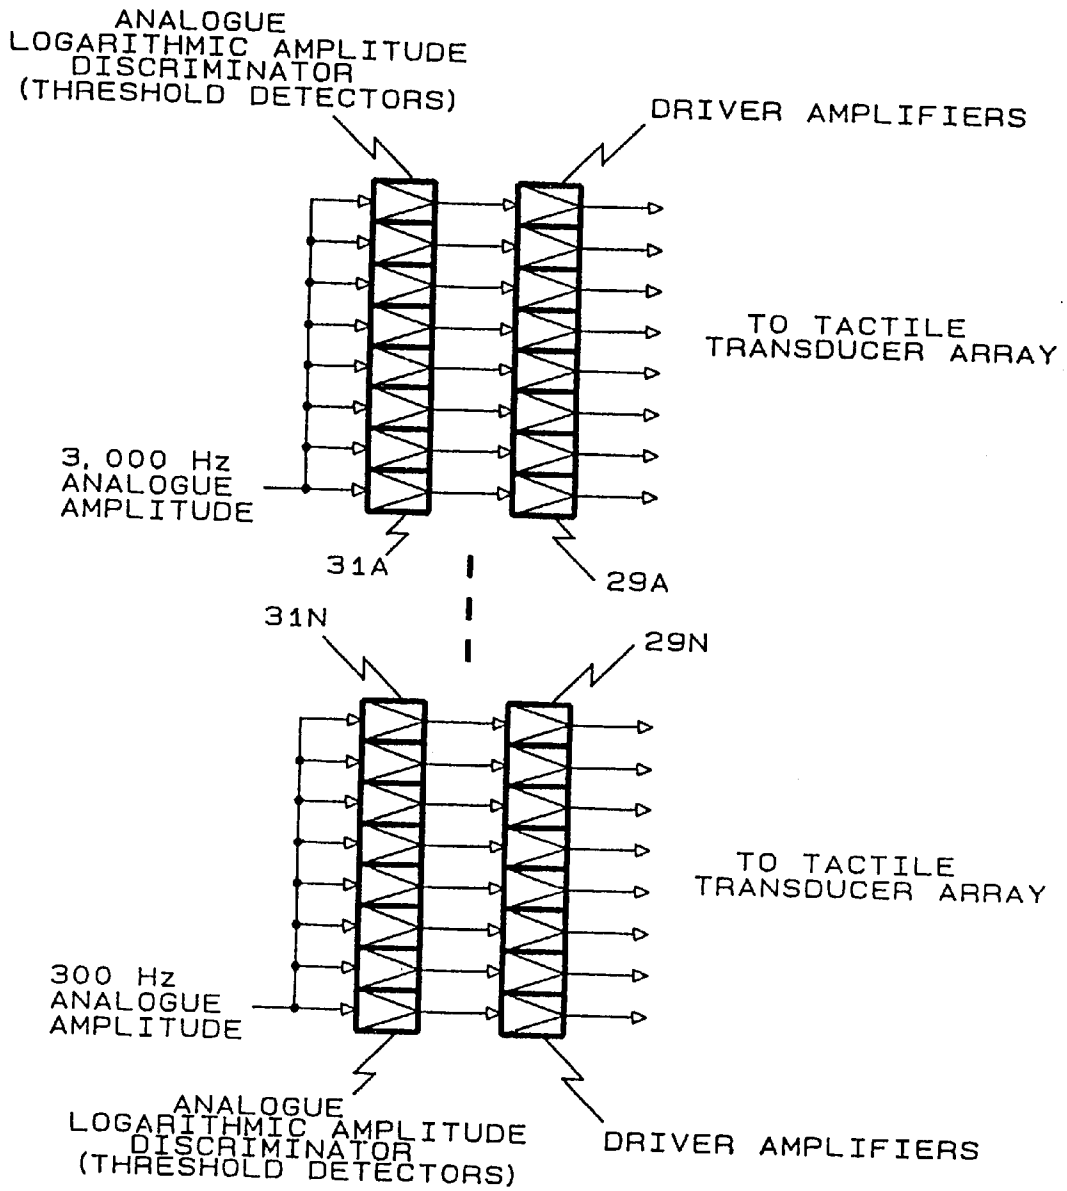 ANALOGUE
LOGARITHMIC AMPLITUDE
DISCRIMINATOR
(THRESHOLD DETECTORS)
DRIVER AMPLIFIERS
TO TACTILE
TRANSDUCER ARRAY
3,000 Hz
ANALOGUE
AMPLITUDE
31A
29A
31N
29N
TO TACTILE
TRANSDUCER ARRAY
300 Hz
ANALOGUE
AMPLITUDE
ANALOGUE
LOGARITHMIC AMPLITUDE
DISCRIMINATOR
(THRESHOLD DETECTORS)
DRIVER AMPLIFIERS